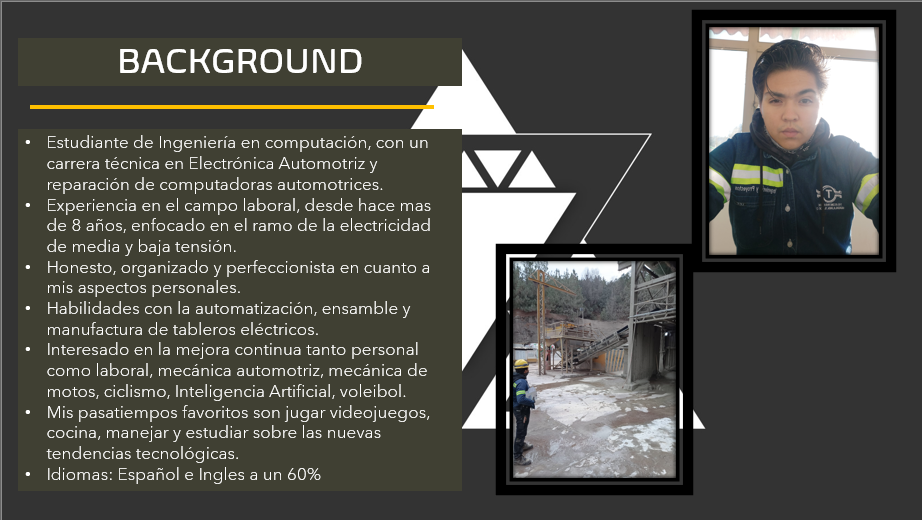 BACKGROUND
• Estudiante de Ingeniería en computación, con un
carrera técnica en Electrónica Automotriz y
reparación de computadoras automotrices.
• Experiencia en el campo laboral, desde hace mas
de 8 años, enfocado en el ramo de la electricidad
de media y baja tensión.
• Honesto, organizado y perfeccionista en cuanto a
mis aspectos personales.
• Habilidades con la automatización, ensamble y
manufactura de tableros eléctricos.
• Interesado en la mejora continua tanto personal
como laboral, mecánica automotriz, mecánica de
motos, ciclismo, Inteligencia Artificial, voleibol.
• Mis pasatiempos favoritos son jugar videojuegos,
cocina, manejar y estudiar sobre las nuevas
tendencias tecnológicas.
• Idiomas: Español e Ingles a un 60%